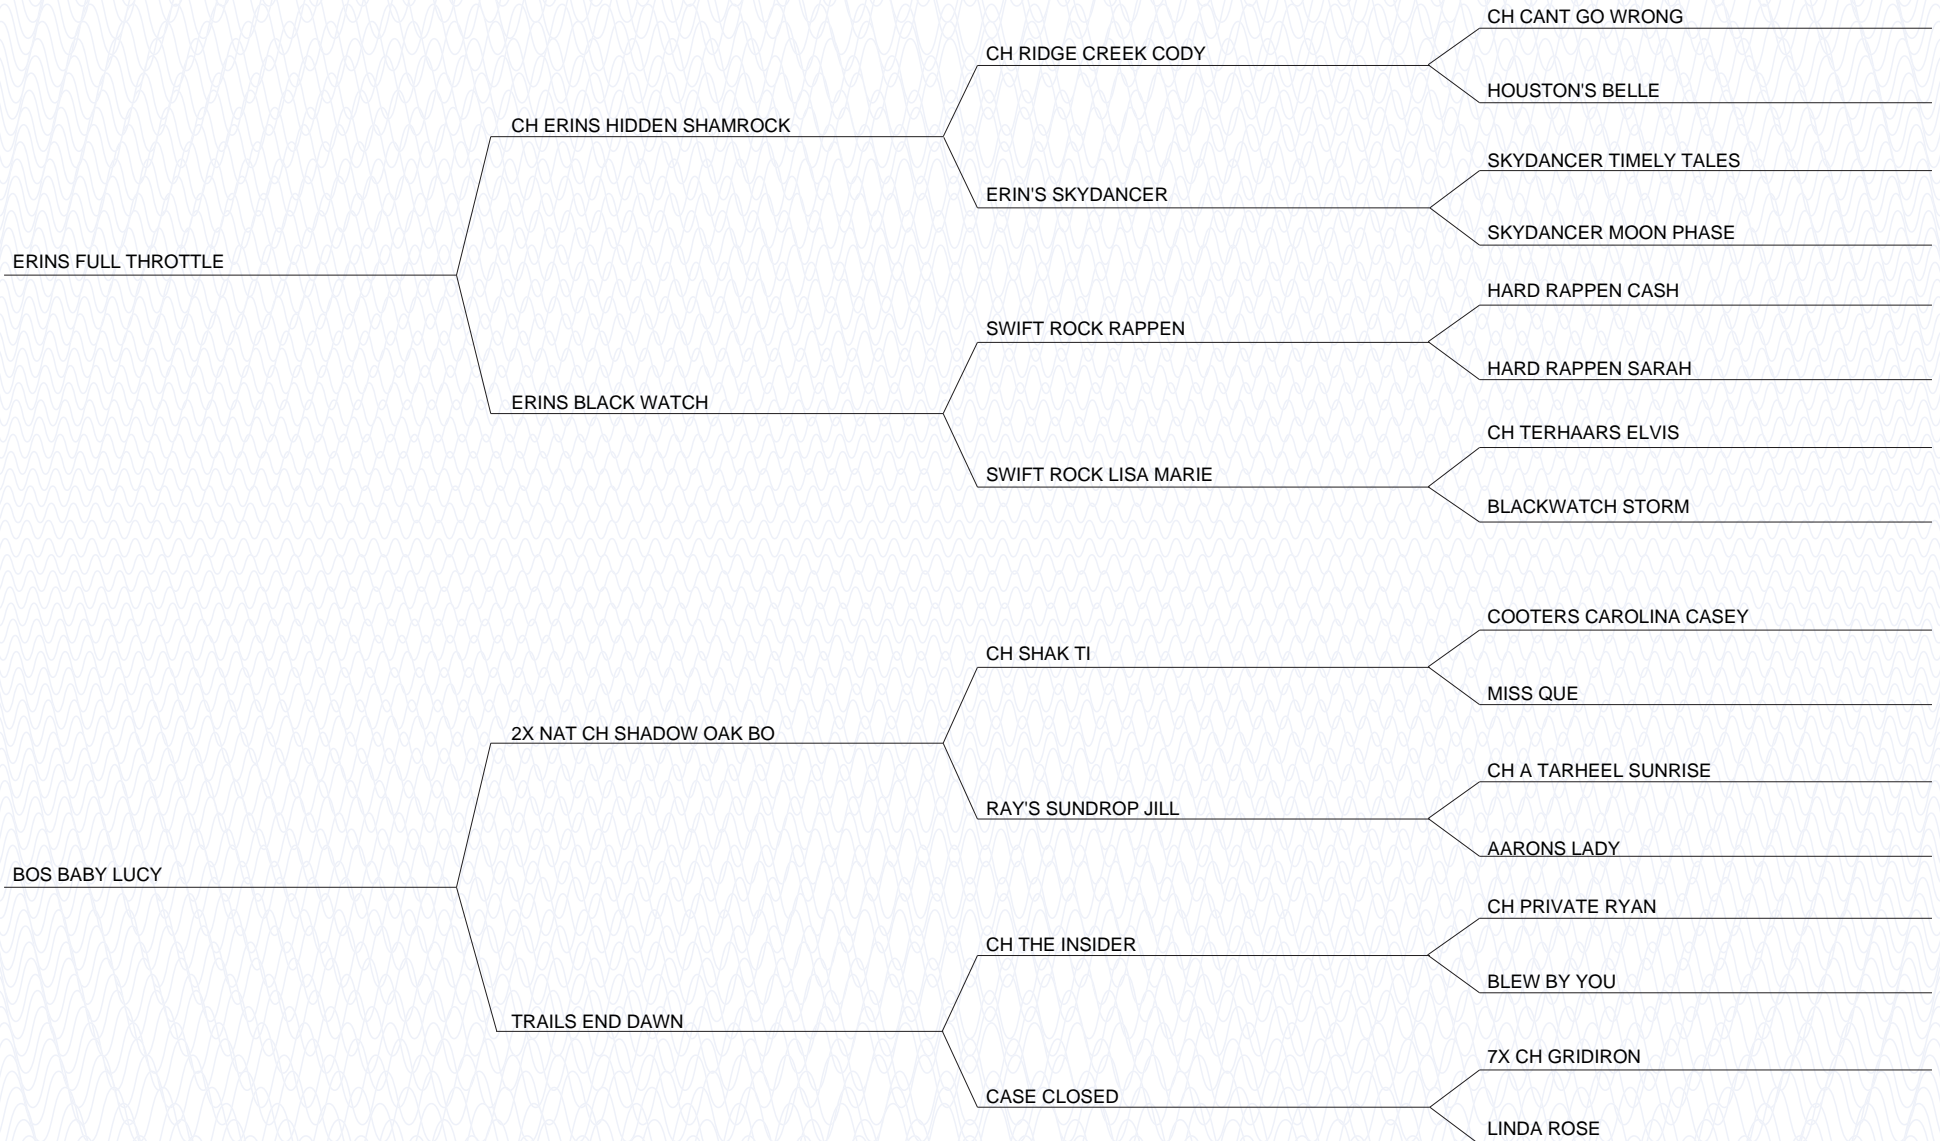 CH CANT GO WRONG
CH RIDGE CREEK CODY
HOUSTON'S BELLE
CH ERINS HIDDEN SHAMROCK
SKYDANCER TIMELY TALES
ERIN'S SKYDANCER
SKYDANCER MOON PHASE
ERINS FULL THROTTLE
HARD RAPPEN CASH
SWIFT ROCK RAPPEN
HARD RAPPEN SARAH
ERINS BLACK WATCH
CH TERHAARS ELVIS
SWIFT ROCK LISA MARIE
BLACKWATCH STORM
COOTERS CAROLINA CASEY
CH SHAK TI
MISS QUE
2X NAT CH SHADOW OAK BO
CH A TARHEEL SUNRISE
RAY'S SUNDROP JILL
AARONS LADY
BOS BABY LUCY
CH PRIVATE RYAN
CH THE INSIDER
BLEW BY YOU
TRAILS END DAWN
7X CH GRIDIRON
CASE CLOSED
LINDA ROSE